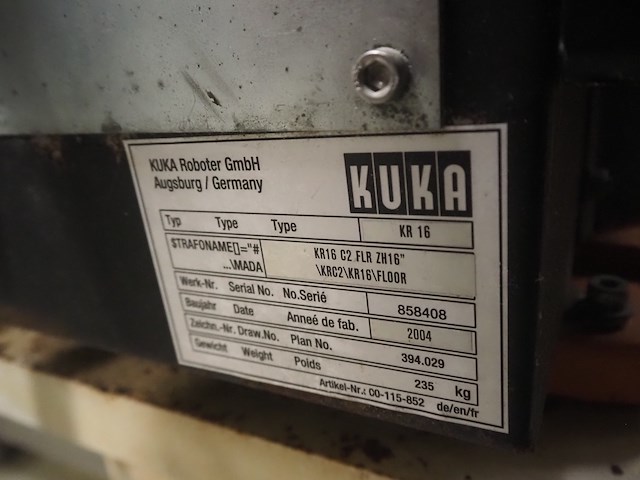 KUKA Roboter GmbH
Augsburg / Germany
KUKA
Typ Type Type KR 16
$TRAFONAME[]="# KR16 C2 FLR ZH16"
...\MADA \KRC2\KR16\FLOOR
Werk-Nr. Serial No. No.Serié 858408
Baujahr Date Anneé de fab. 2004
Zeichn.-Nr. Draw.No. Plan No. 394.029
Gewicht Weight Poids 235 kg
Artikel-Nr.: 00-115-852 de/en/fr